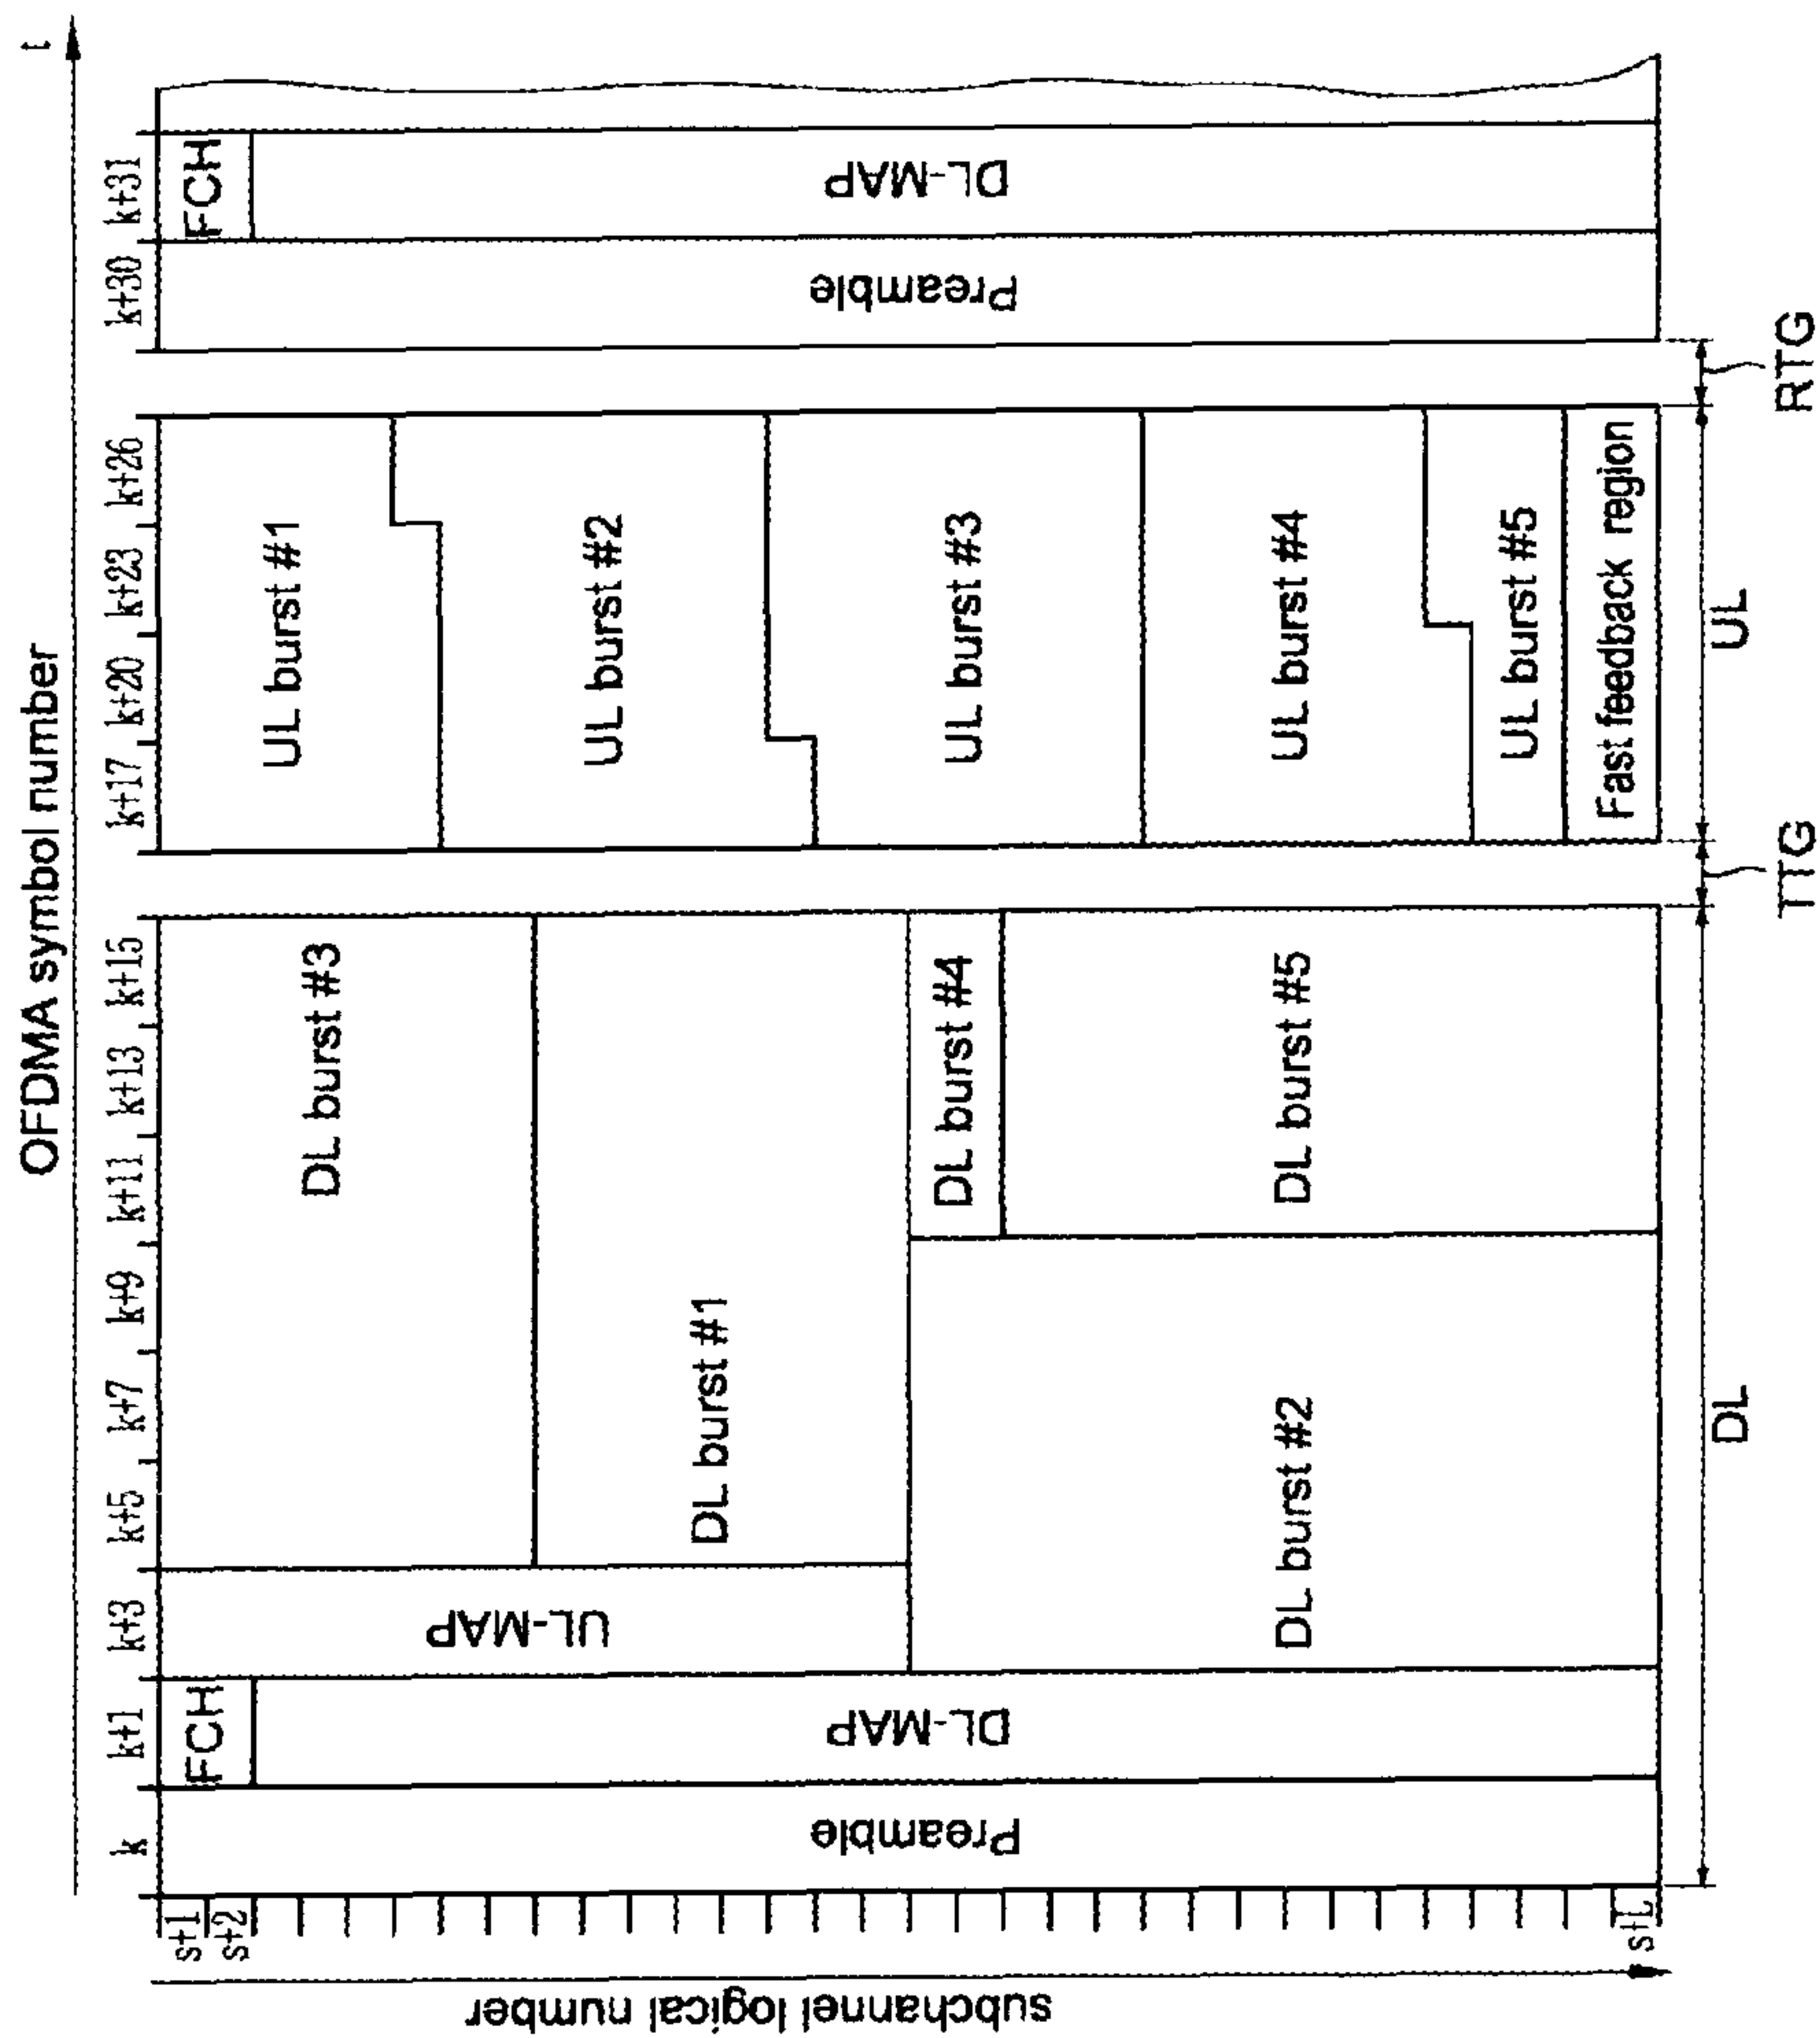 OFDMA symbol number
t
k
k+1
k+3
k+5
k+7
k+9
k+11
k+13
k+15
k+17
k+20
k+23
k+26
k+30
k+31
subchannel logical number
s+1
s+2
s+L
Preamble
FCH
DL-MAP
UL-MAP
DL burst #3
DL burst #1
DL burst #2
DL burst #4
DL burst #5
UL burst #1
UL burst #2
UL burst #3
UL burst #4
UL burst #5
Fast feedback region
Preamble
FCH
DL-MAP
DL
TTG
UL
RTG